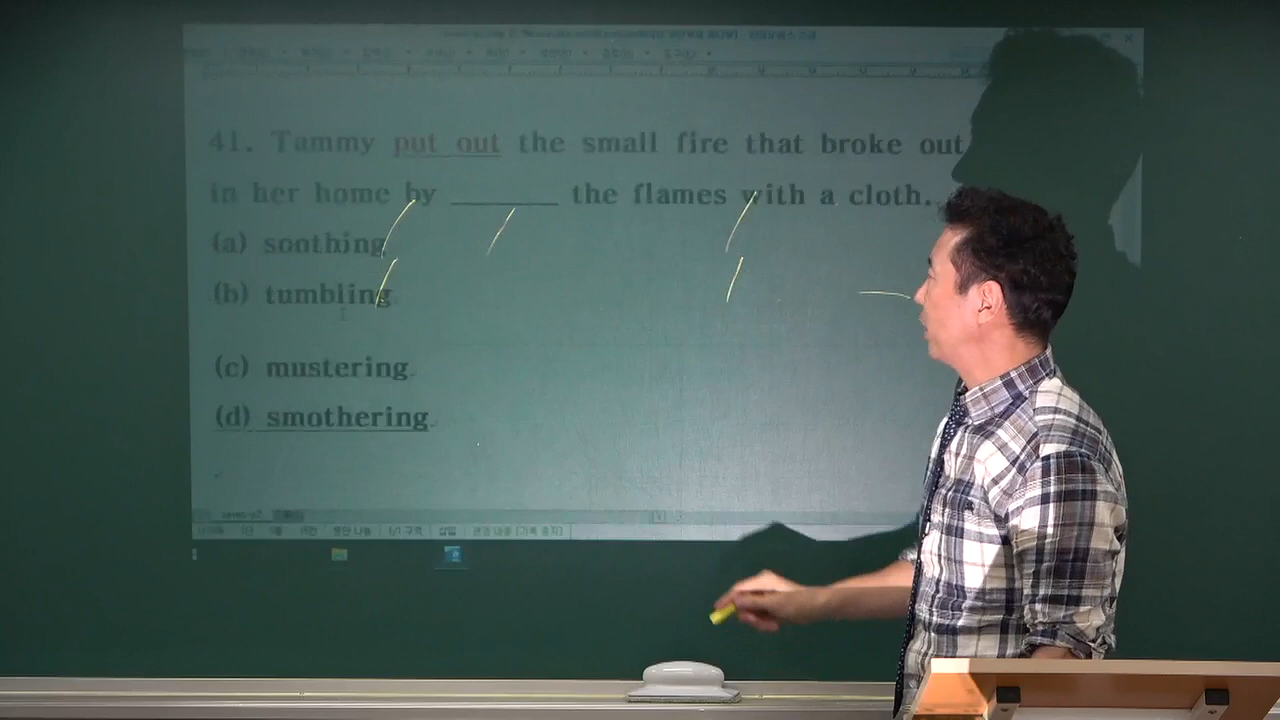 41. Tammy put out the small fire that broke out
in her home by ______ the flames with a cloth.
(a) soothing
(b) tumbling
(c) mustering
(d) smothering